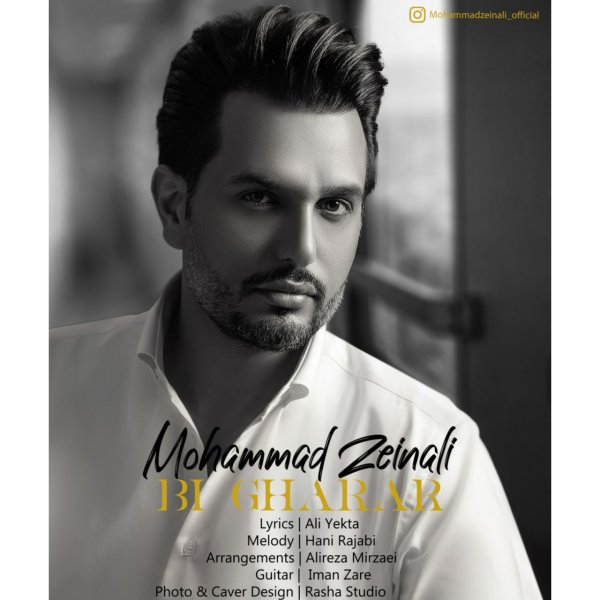 Mohammadzeinali_official
Mohammad Zeinali
BI GHARAR
Lyrics | Ali Yekta
Melody | Hani Rajabi
Arrangements | Alireza Mirzaei
Guitar | Iman Zare
Photo & Caver Design | Rasha Studio